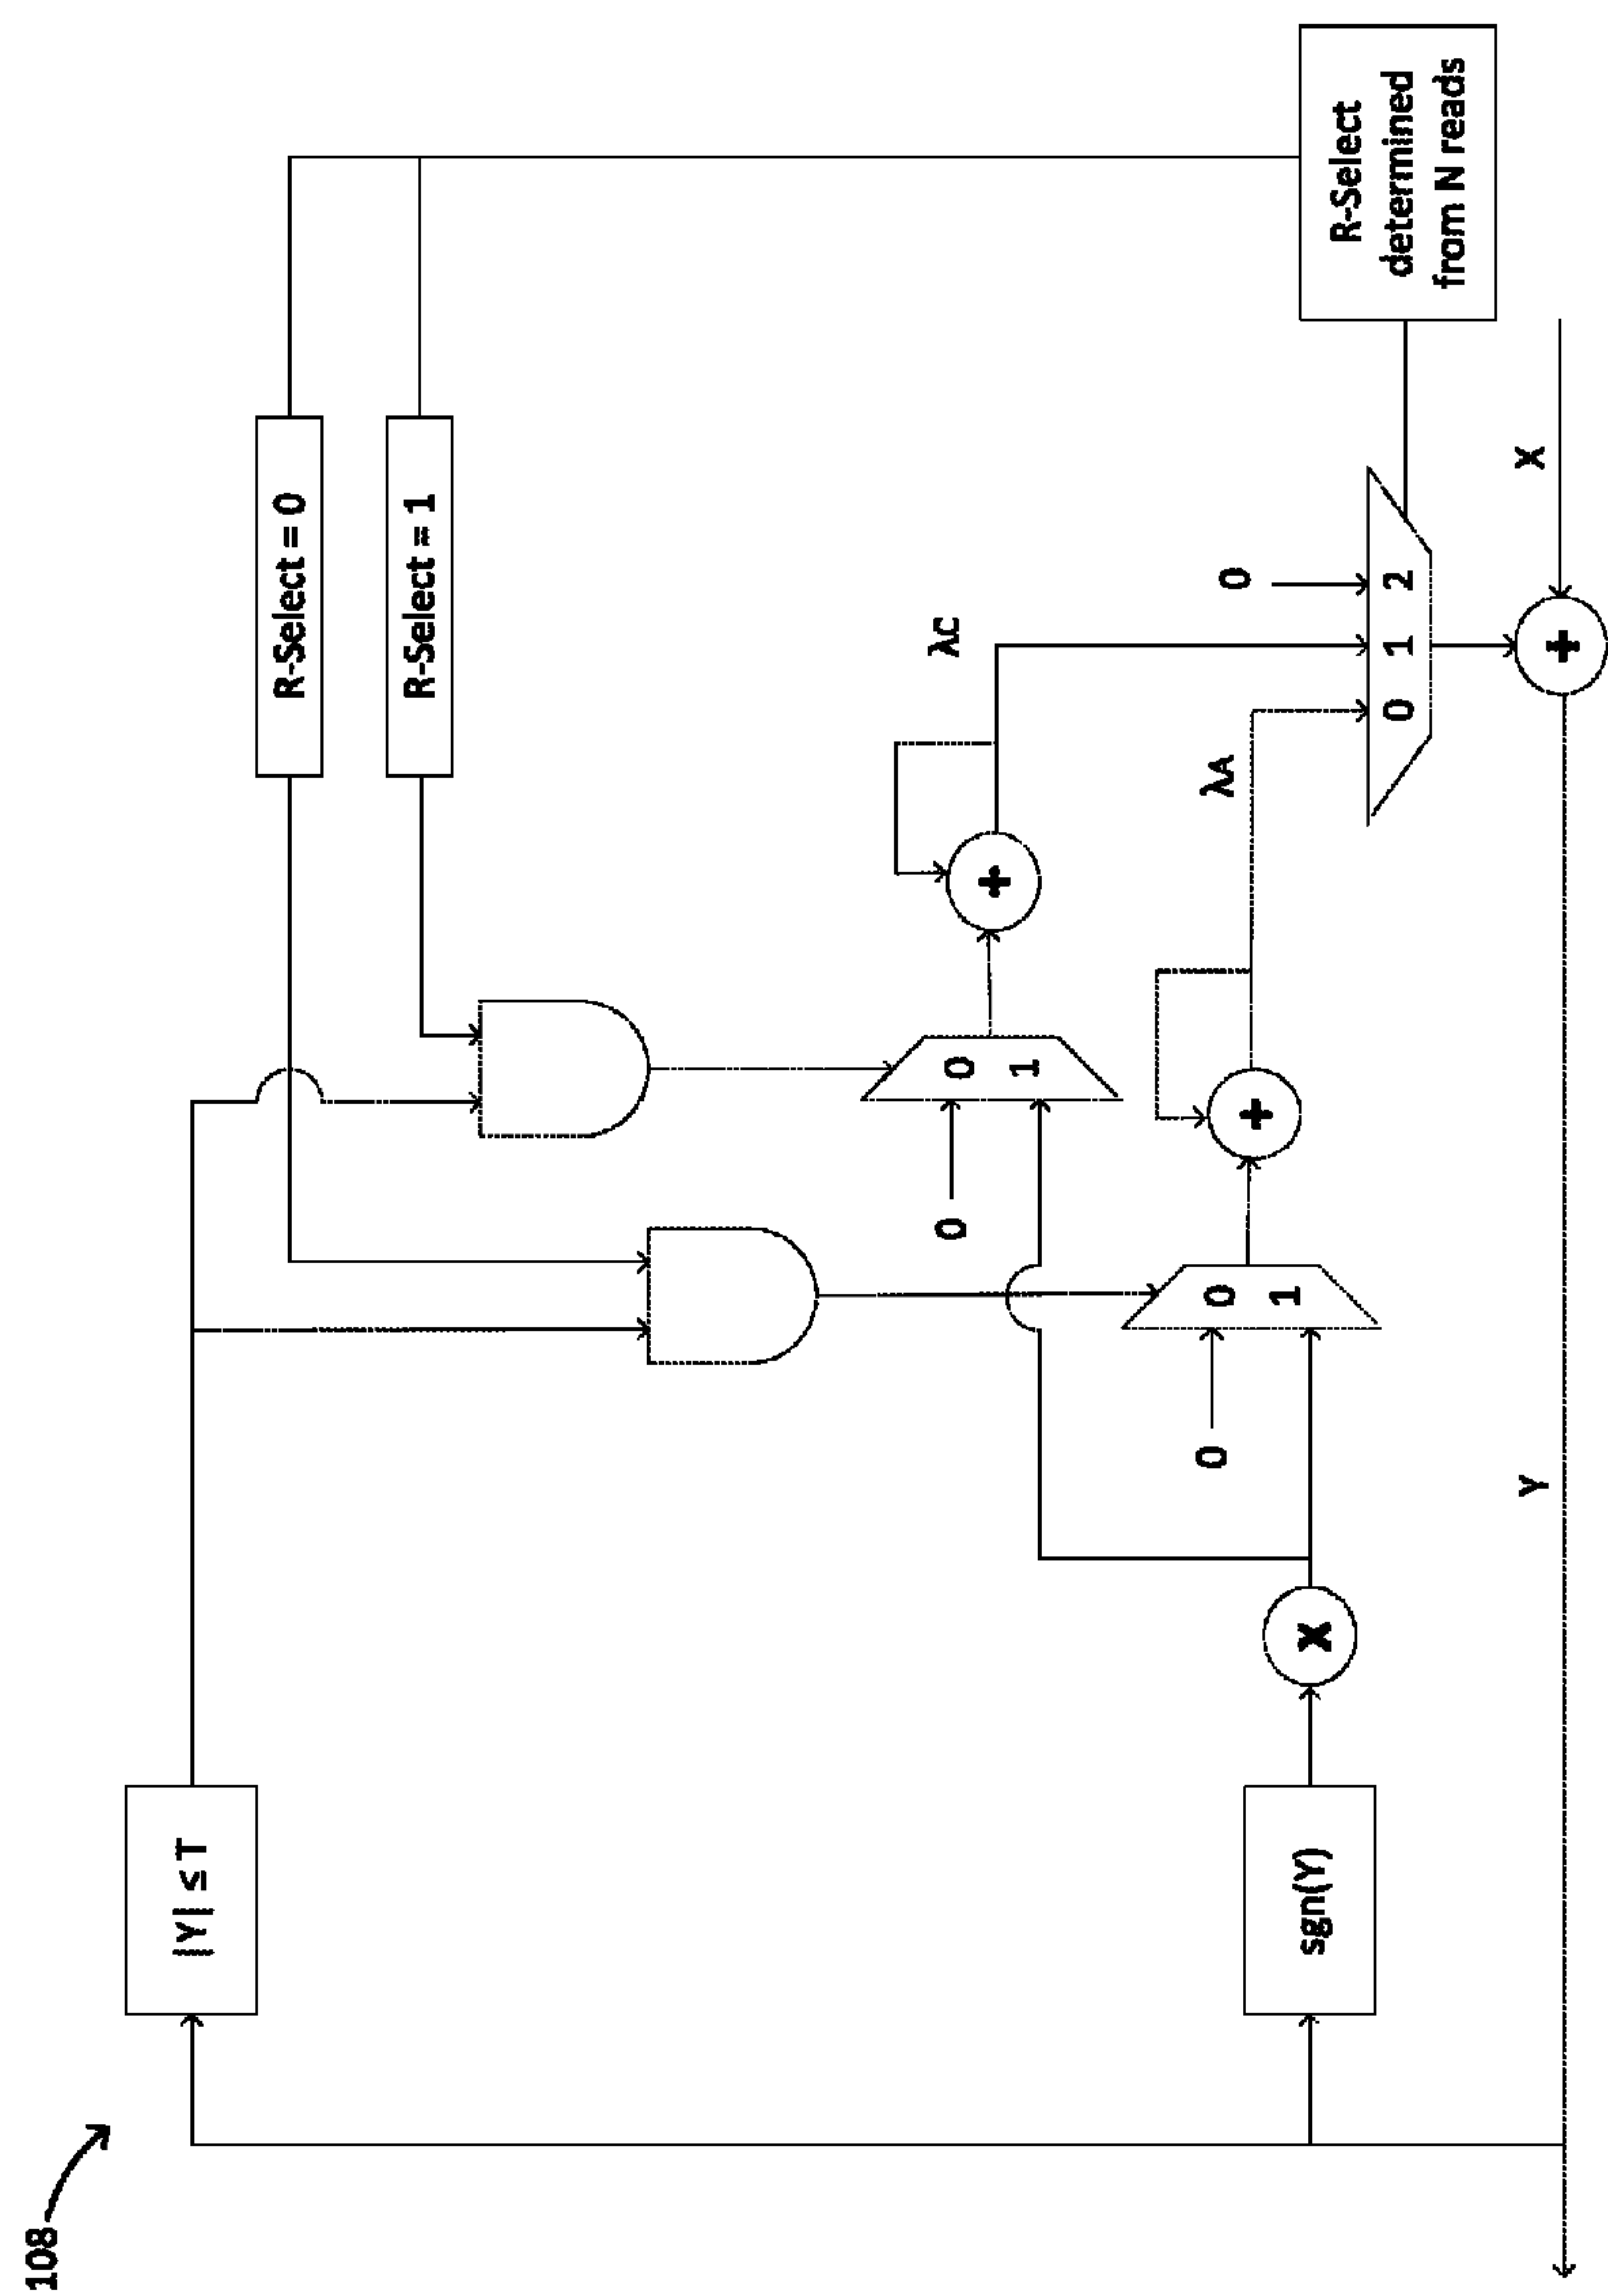 108
|Y| ≤ T
R-Select = 0
R-Select = 1
0
0 1
λC
+
sgn(Y)
X
0
0 1
+
λA
0
0 1 2
R-Select
determined
from N reads
Y
+
X